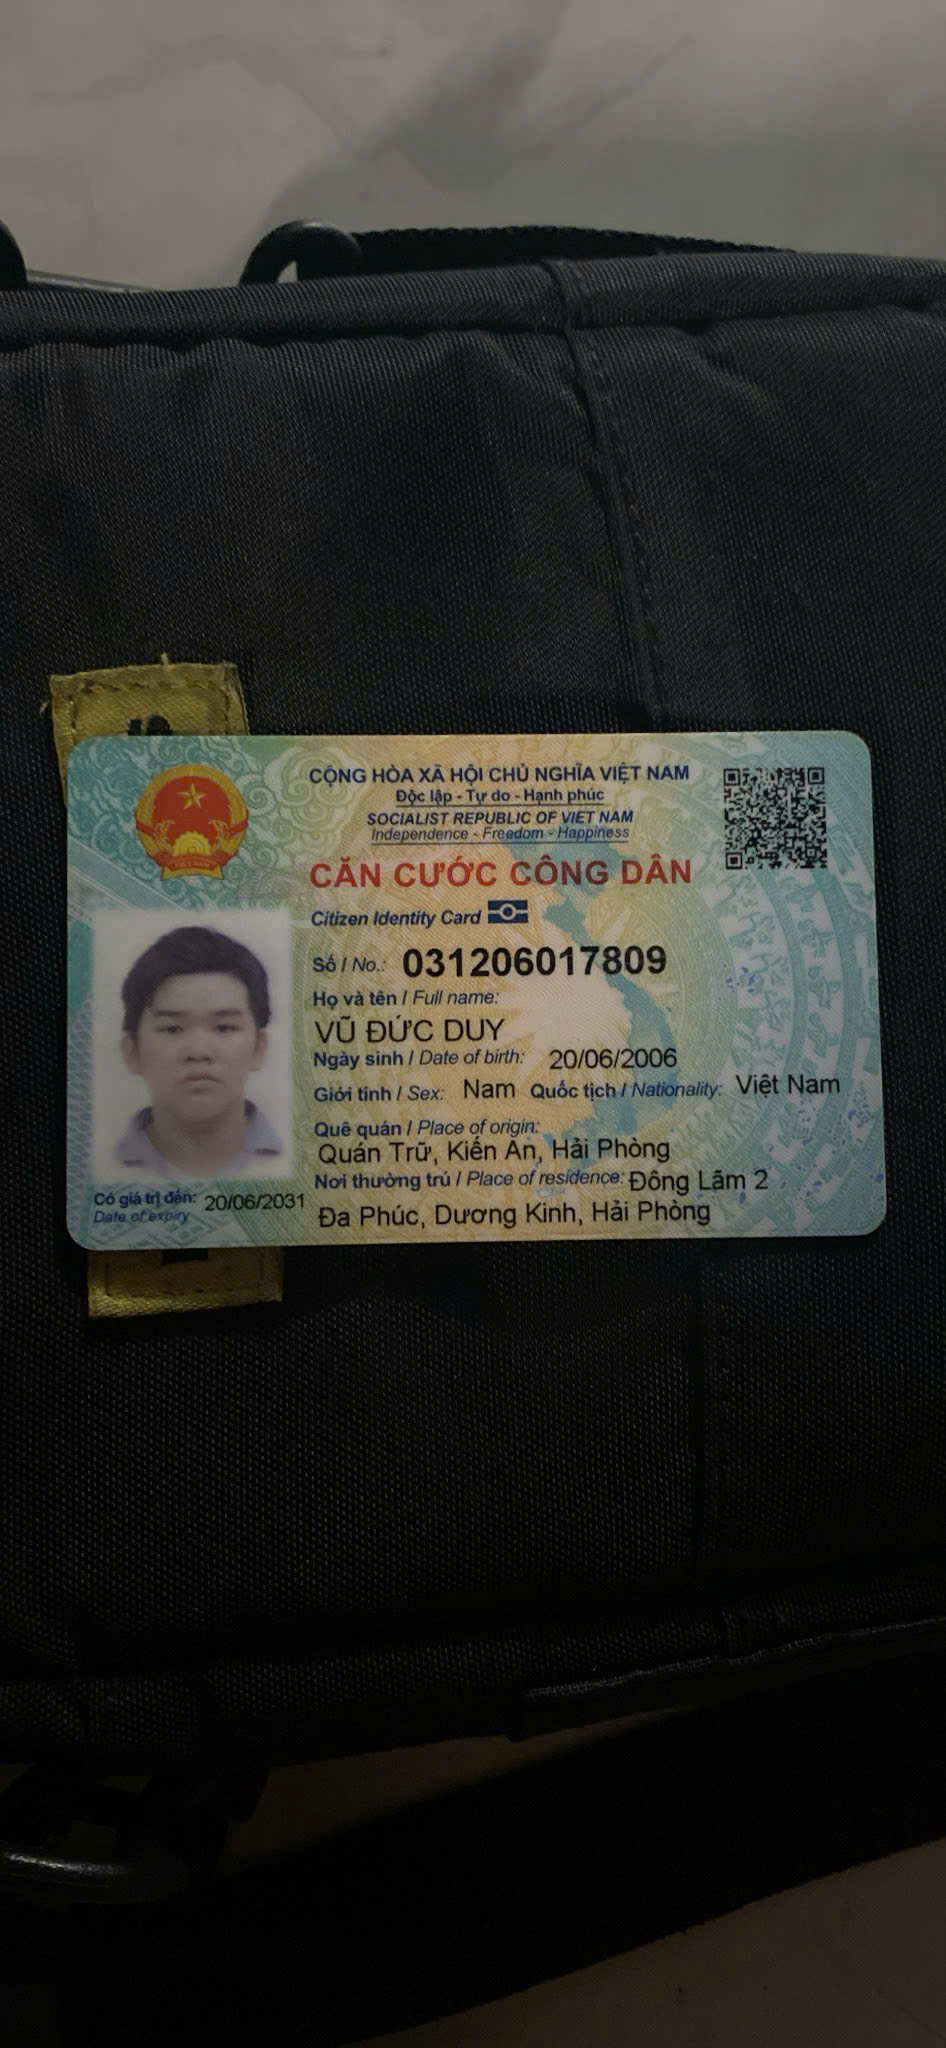 CỘNG HÒA XÃ HỘI CHỦ NGHĨA VIỆT NAM
Độc lập - Tự do - Hạnh phúc
SOCIALIST REPUBLIC OF VIET NAM
Independence - Freedom - Happiness
CĂN CƯỚC CÔNG DÂN
Citizen Identity Card
Số / No.: 031206017809
Họ và tên / Full name:
VŨ ĐỨC DUY
Ngày sinh / Date of birth: 20/06/2006
Giới tính / Sex: Nam Quốc tịch / Nationality: Việt Nam
Quê quán / Place of origin:
Quán Trữ, Kiến An, Hải Phòng
Nơi thường trú / Place of residence: Đông Lãm 2
Đa Phúc, Dương Kinh, Hải Phòng
Có giá trị đến: 20/06/2031
Date of expiry